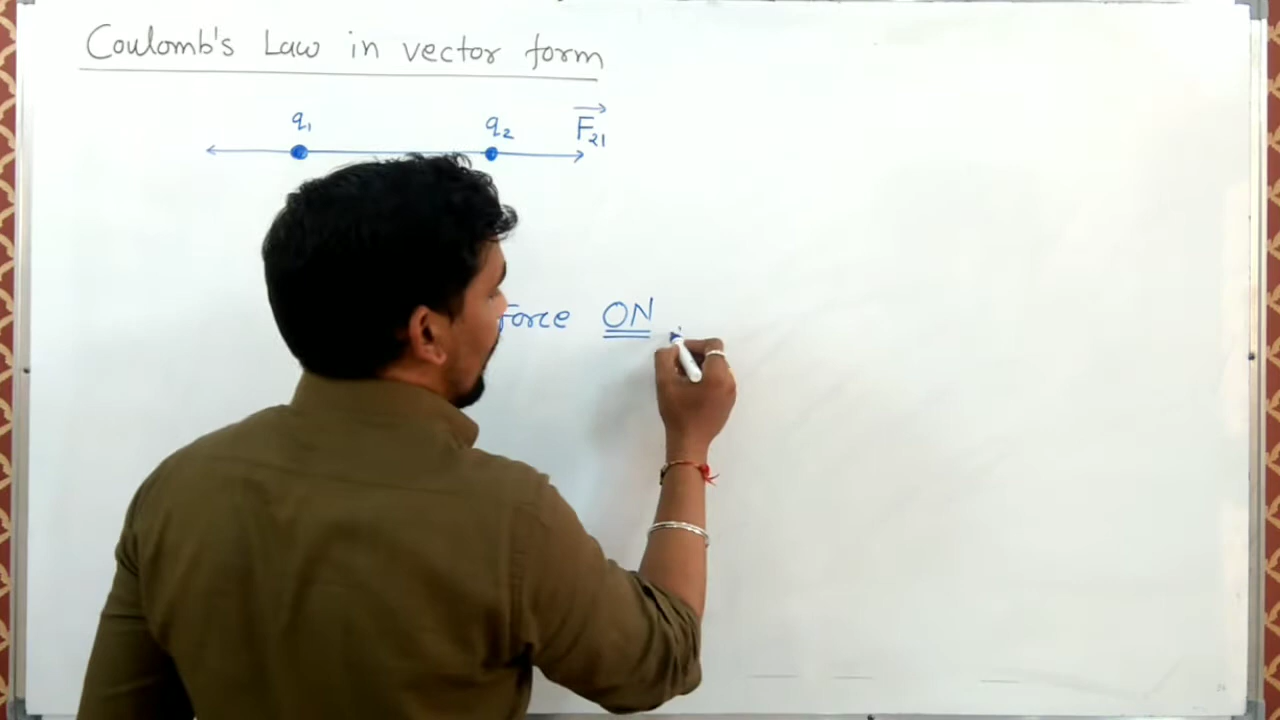 Coulomb's Law in vector form
q₁ q₂ F₂₁
Force ON